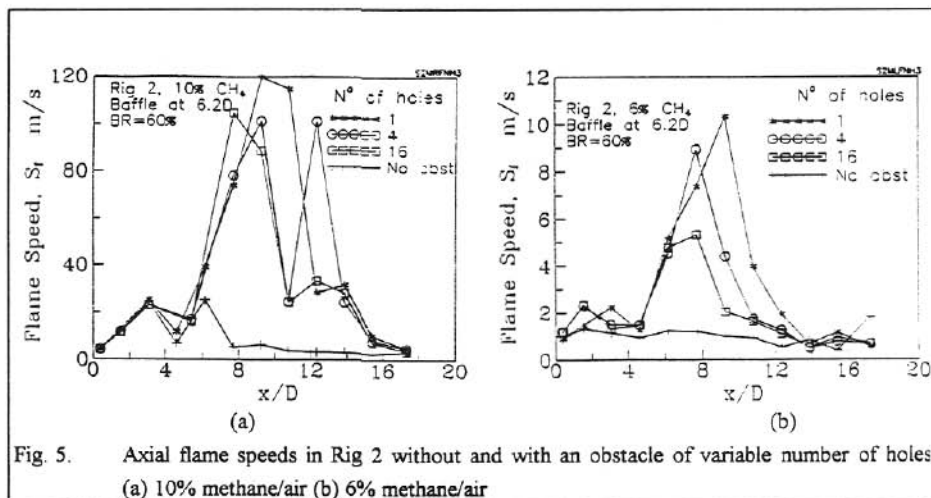 S2MRFNM3
120
80
40
0
Flame Speed, Sf m/s
Rig 2, 10% CH₄
Baffle at 6.2D
BR=60%
Nº of holes
1
4
16
No obst
0 4 8 12 16 20
x/D
(a)
S2MLFNM3
12
10
8
6
4
2
0
Flame Speed, Sf m/s
Rig 2, 6% CH₄
Baffle at 6.2D
BR=60%
Nº of holes
1
4
16
No obst
0 4 8 12 16 20
x/D
(b)
Fig. 5. Axial flame speeds in Rig 2 without and with an obstacle of variable number of holes
(a) 10% methane/air (b) 6% methane/air